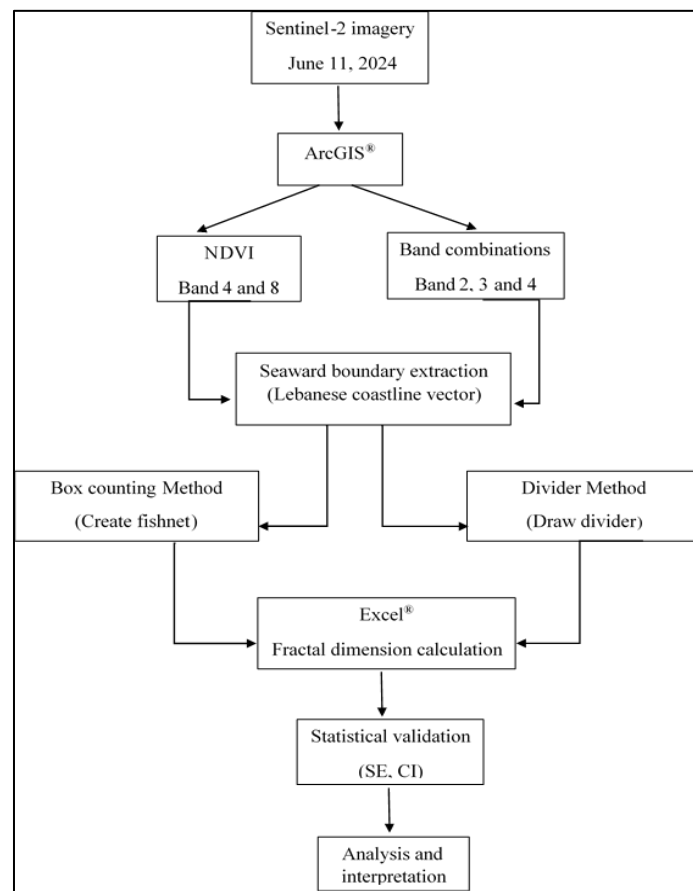 Sentinel-2 imagery
June 11, 2024
ArcGIS®
NDVI
Band 4 and 8
Band combinations
Band 2, 3 and 4
Seaward boundary extraction
(Lebanese coastline vector)
Box counting Method
(Create fishnet)
Divider Method
(Draw divider)
Excel®
Fractal dimension calculation
Statistical validation
(SE, CI)
Analysis and
interpretation